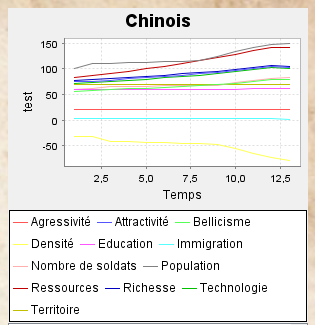 Chinois
150
100
50
0
-50
test
2,5 5,0 7,5 10,0 12,5
Temps
Agressivité Attractivité Bellicisme
Densité Education Immigration
Nombre de soldats Population
Ressources Richesse Technologie
Territoire